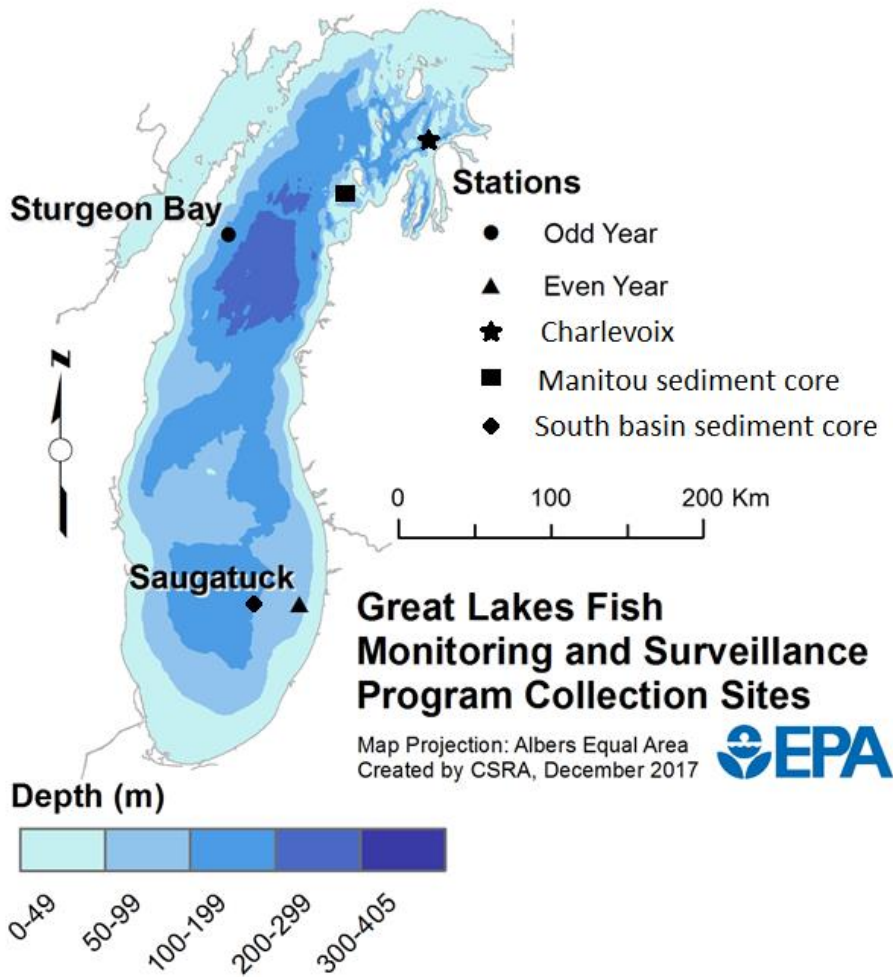 Sturgeon Bay
Stations
Odd Year
Even Year
Charlevoix
Manitou sediment core
South basin sediment core
N
0 100 200 Km
Saugatuck
Great Lakes Fish
Monitoring and Surveillance
Program Collection Sites
Map Projection: Albers Equal Area
Created by CSRA, December 2017
EPA
Depth (m)
0-49
50-99
100-199
200-299
300-405